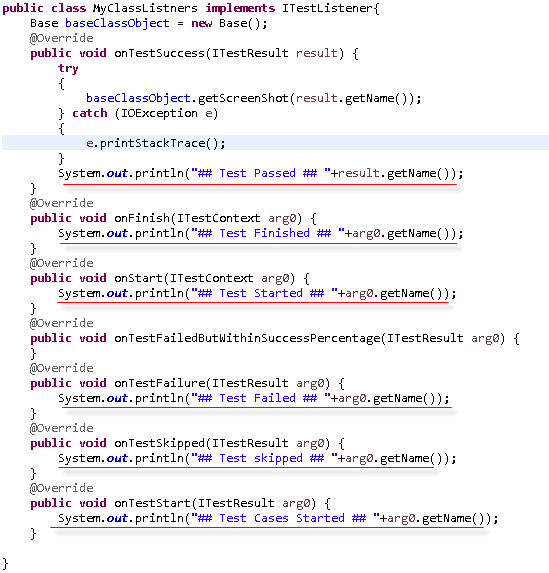 public class MyClassListners implements ITestListener{
    Base baseClassObject = new Base();
    @Override
    public void onTestSuccess(ITestResult result) {
        try
        {
            baseClassObject.getScreenShot(result.getName());
        } catch (IOException e)
        {
            e.printStackTrace();
        }
        System.out.println("## Test Passed ## "+result.getName());
    }
    @Override
    public void onFinish(ITestContext arg0) {
        System.out.println("## Test Finished ## "+arg0.getName());
    }
    @Override
    public void onStart(ITestContext arg0) {
        System.out.println("## Test Started ## "+arg0.getName());
    }
    @Override
    public void onTestFailedButWithinSuccessPercentage(ITestResult arg0) {
    }
    @Override
    public void onTestFailure(ITestResult arg0) {
        System.out.println("## Test Failed ## "+arg0.getName());
    }
    @Override
    public void onTestSkipped(ITestResult arg0) {
        System.out.println("## Test skipped ## "+arg0.getName());
    }
    @Override
    public void onTestStart(ITestResult arg0) {
        System.out.println("## Test Cases Started ## "+arg0.getName());
    }
}